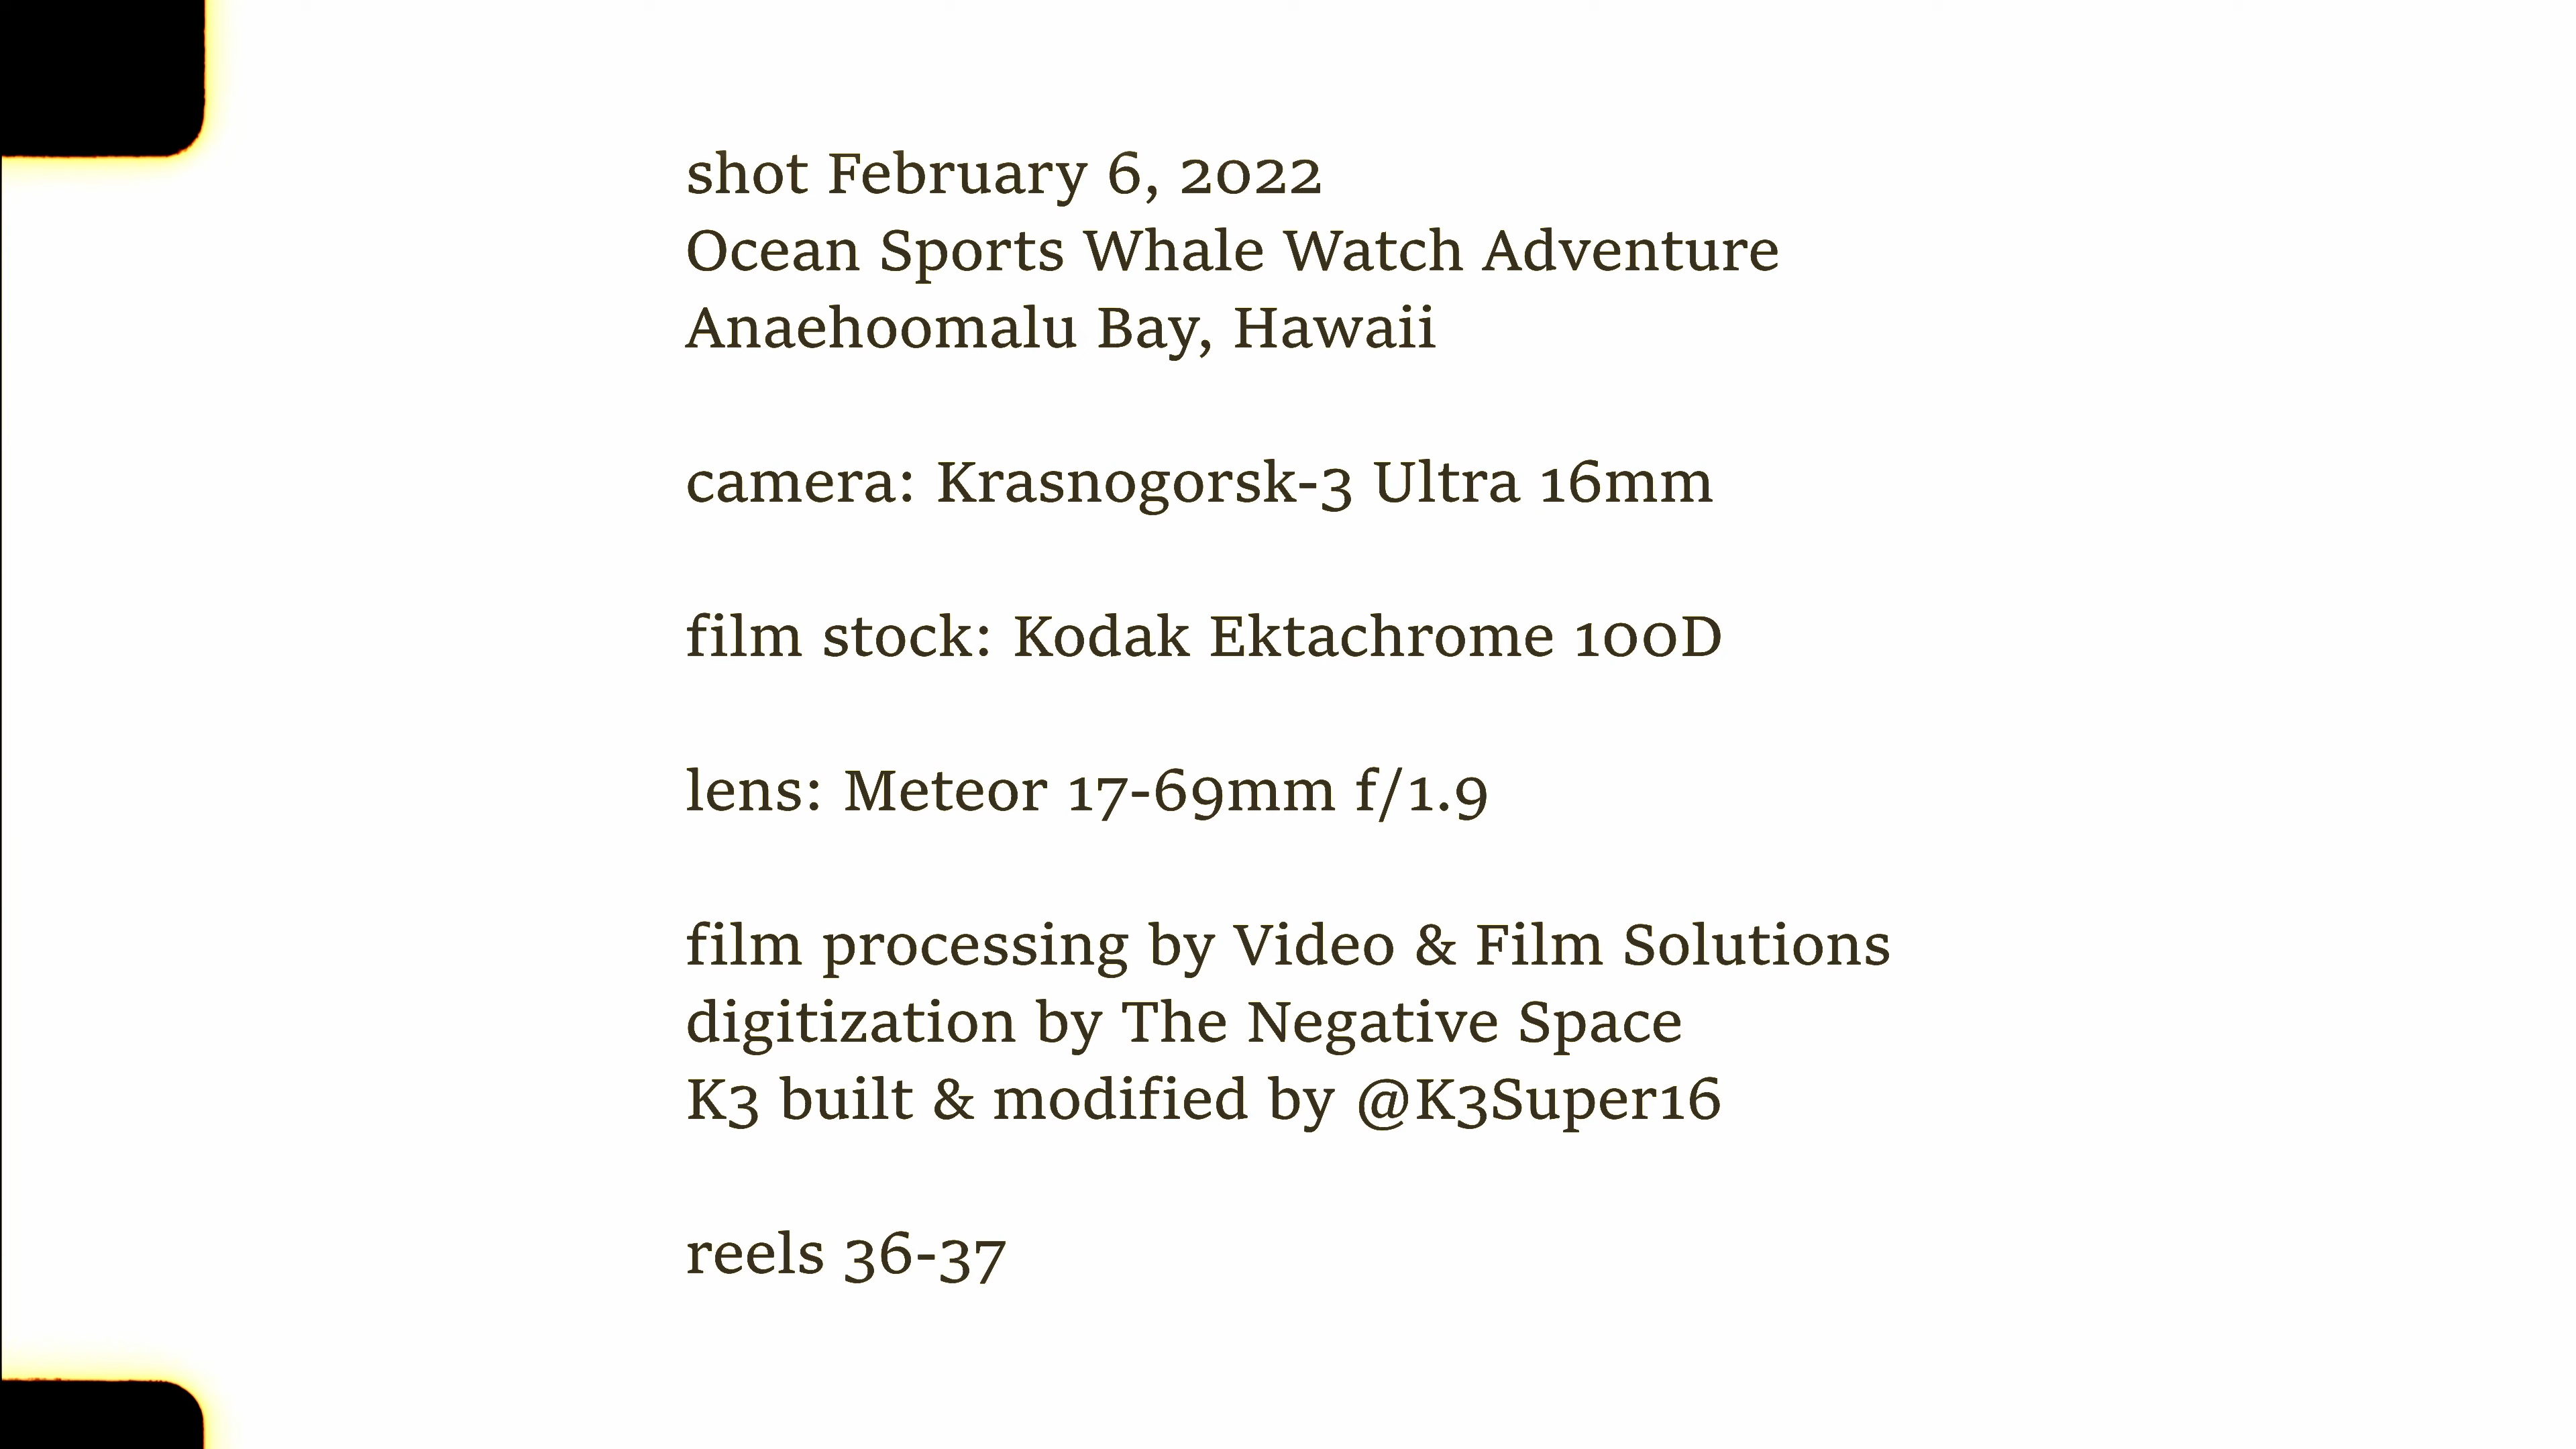 shot February 6, 2022
Ocean Sports Whale Watch Adventure
Anaehoomalu Bay, Hawaii
camera: Krasnogorsk-3 Ultra 16mm
film stock: Kodak Ektachrome 100D
lens: Meteor 17-69mm f/1.9
film processing by Video & Film Solutions
digitization by The Negative Space
K3 built & modified by @K3Super16
reels 36-37